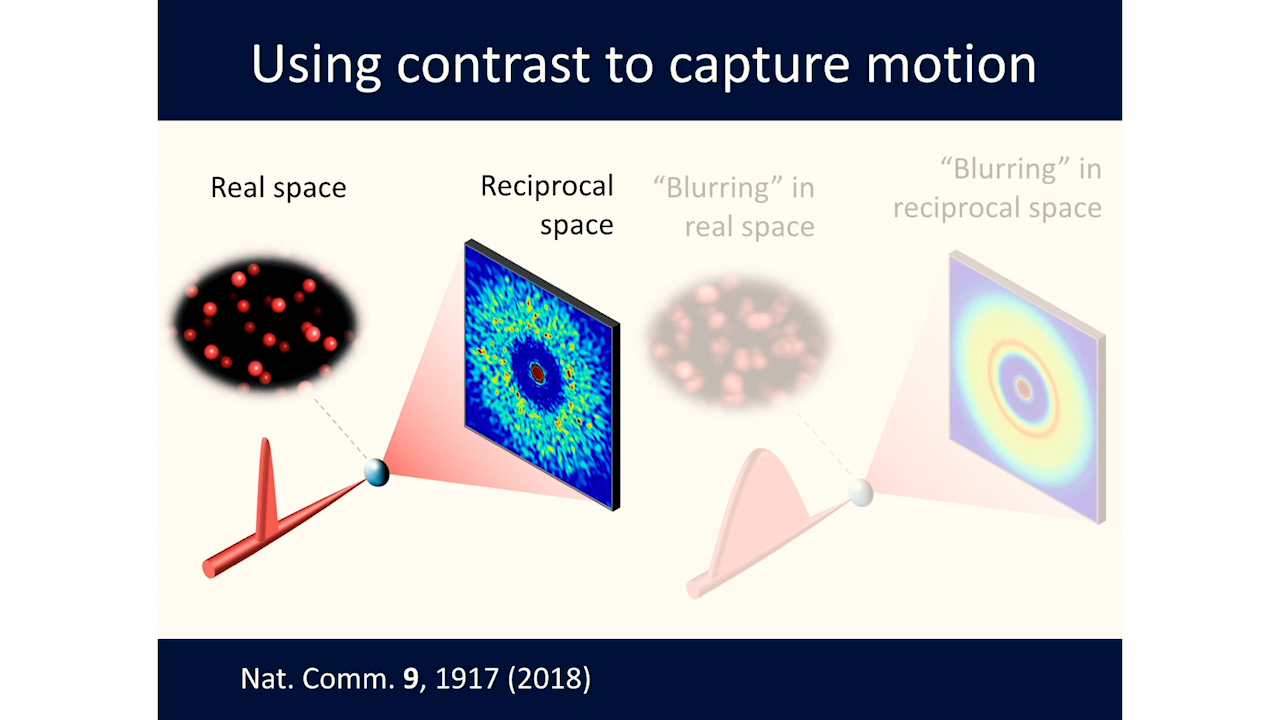 Using contrast to capture motion
Real space
Reciprocal
space
“Blurring” in
real space
“Blurring” in
reciprocal space
Nat. Comm. 9, 1917 (2018)